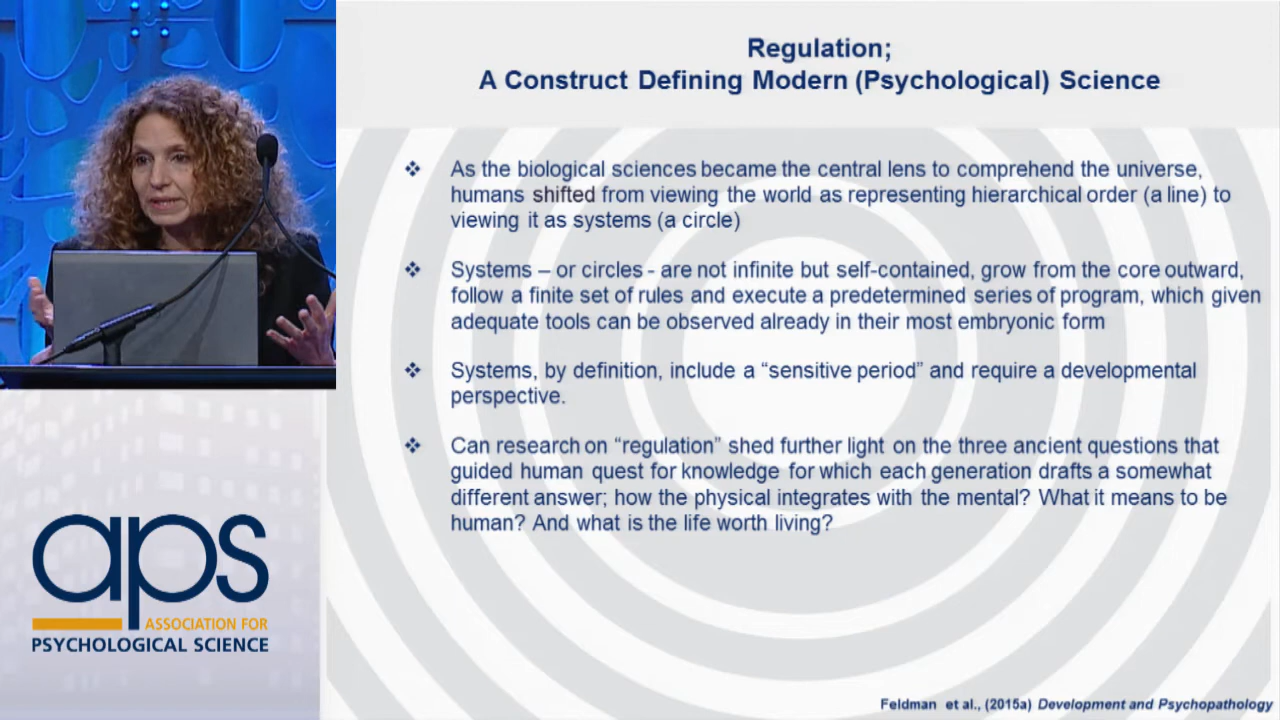 Regulation;
A Construct Defining Modern (Psychological) Science
❖ As the biological sciences became the central lens to comprehend the universe,
humans shifted from viewing the world as representing hierarchical order (a line) to
viewing it as systems (a circle)
❖ Systems – or circles - are not infinite but self-contained, grow from the core outward,
follow a finite set of rules and execute a predetermined series of program, which given
adequate tools can be observed already in their most embryonic form
❖ Systems, by definition, include a “sensitive period” and require a developmental
perspective.
❖ Can research on “regulation” shed further light on the three ancient questions that
guided human quest for knowledge for which each generation drafts a somewhat
different answer; how the physical integrates with the mental? What it means to be
human? And what is the life worth living?
aps
ASSOCIATION FOR
PSYCHOLOGICAL SCIENCE
Feldman et al., (2015a) Development and Psychopathology